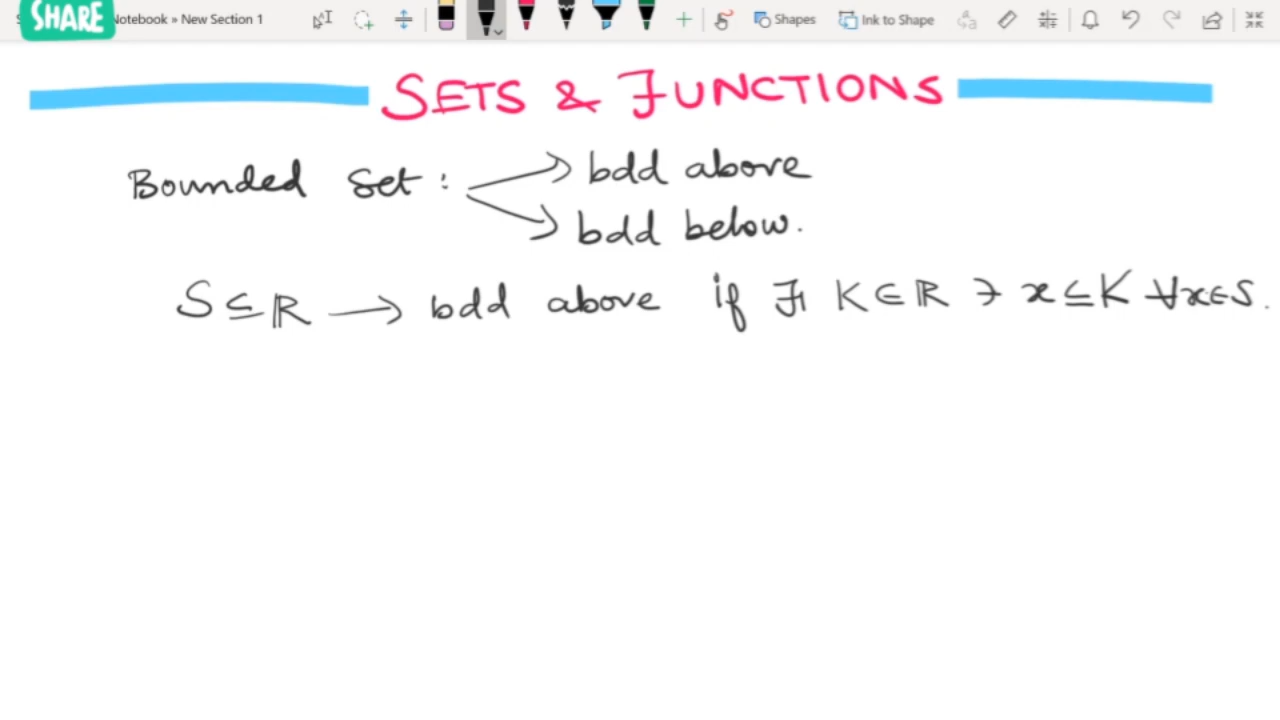 SHARE
Notebook » New Section 1 Shapes Ink to Shape
SETS & FUNCTIONS
Bounded Set : → bdd above
→ bdd below.
S ⊆ ℝ → bdd above if ∃ K ∈ ℝ ∋ x ≤ K ∀ x ∈ S.